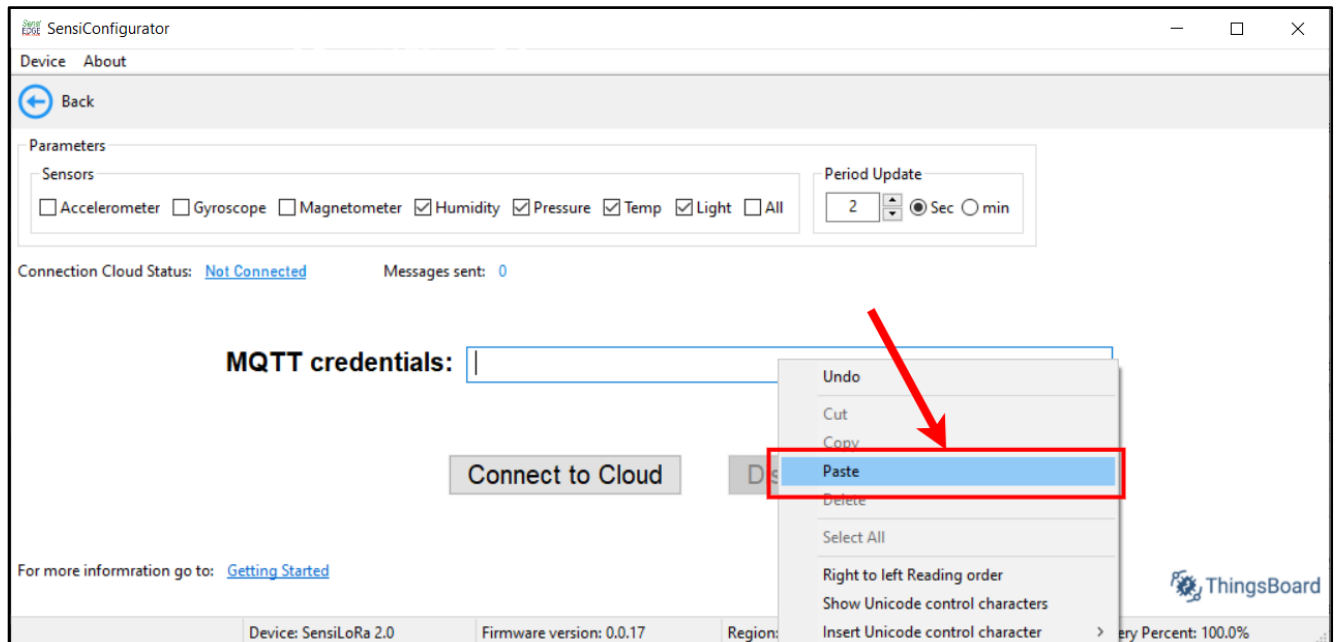 Sensi EDGE SensiConfigurator
Device About
Back
Parameters
Sensors
Accelerometer Gyroscope Magnetometer Humidity Pressure Temp Light All
Period Update
2 Sec min
Connection Cloud Status: Not Connected Messages sent: 0
MQTT credentials:
Undo
Cut
Copy
Paste
Delete
Select All
Right to left Reading order
Show Unicode control characters
Insert Unicode control character >
Connect to Cloud
For more informration go to: Getting Started
ThingsBoard
Device: SensiLoRa 2.0 Firmware version: 0.0.17 Region: Percent: 100.0%